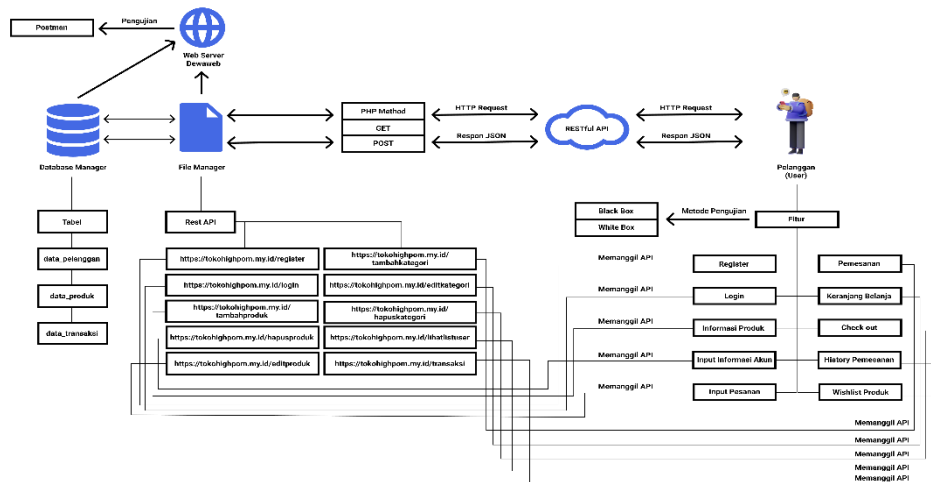 Postmen
Pengujian
Web Server
Dewaweb
Database Manager
File Manager
PHP Method
GET
POST
HTTP Request
Respon JSON
RESTful API
HTTP Request
Respon JSON
Pelanggan
(User)
Tabel
data_pelanggan
data_produk
data_transaksi
Rest API
https://tokohighpom.my.id/register
https://tokohighpom.my.id/
tambahkategori
https://tokohighpom.my.id/login
https://tokohighpom.my.id/editkategori
https://tokohighpom.my.id/
tambahproduk
https://tokohighpom.my.id/
hapuskategori
https://tokohighpom.my.id/hapusproduk
https://tokohighpom.my.id/lihatlistuser
https://tokohighpom.my.id/editproduk
https://tokohighpom.my.id/transaksi
Black Box
White Box
Metode Pengujian
Fitur
Memanggil API
Register
Pemesanan
Memanggil API
Login
Keranjang Belanja
Memanggil API
Informasi Produk
Check out
Memanggil API
Input Informasi Akun
History Pemesanan
Memanggil API
Input Pesanan
Wishlist Produk
Memanggil API
Memanggil API
Memanggil API
Memanggil API
Memanggil API